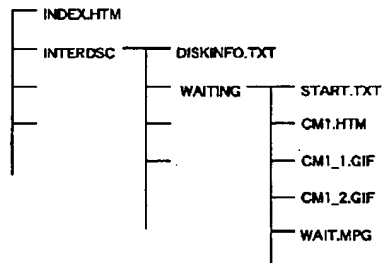 INDEX.HTM
INTERDSC DISKINFO.TXT
WAITING START.TXT
CM1.HTM
CM1_1.GIF
CM1_2.GIF
WAIT.MPG